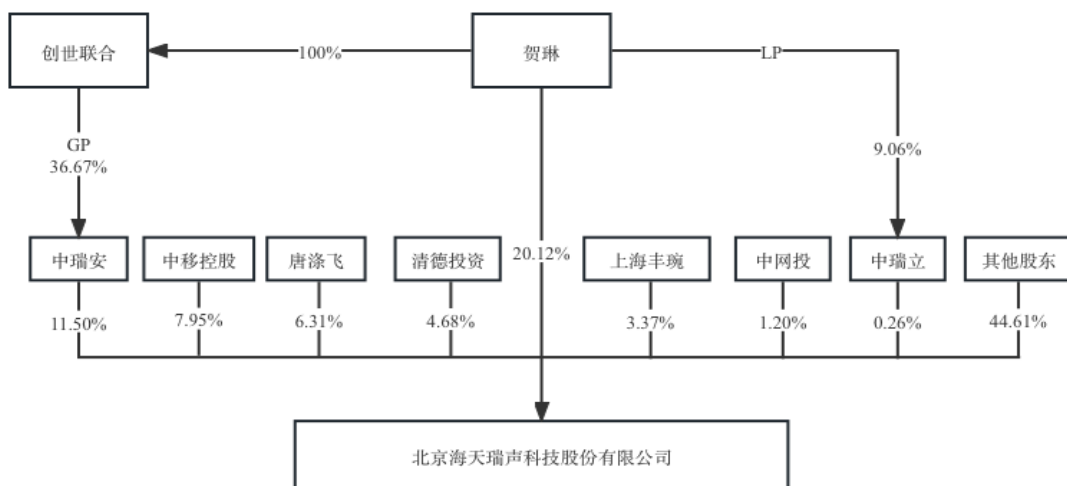 创世联合
100%
贺琳
LP
GP
36.67%
9.06%
中瑞安
中移控股
唐涤飞
清德投资
20.12%
上海丰琬
中网投
中瑞立
其他股东
11.50%
7.95%
6.31%
4.68%
3.37%
1.20%
0.26%
44.61%
北京海天瑞声科技股份有限公司